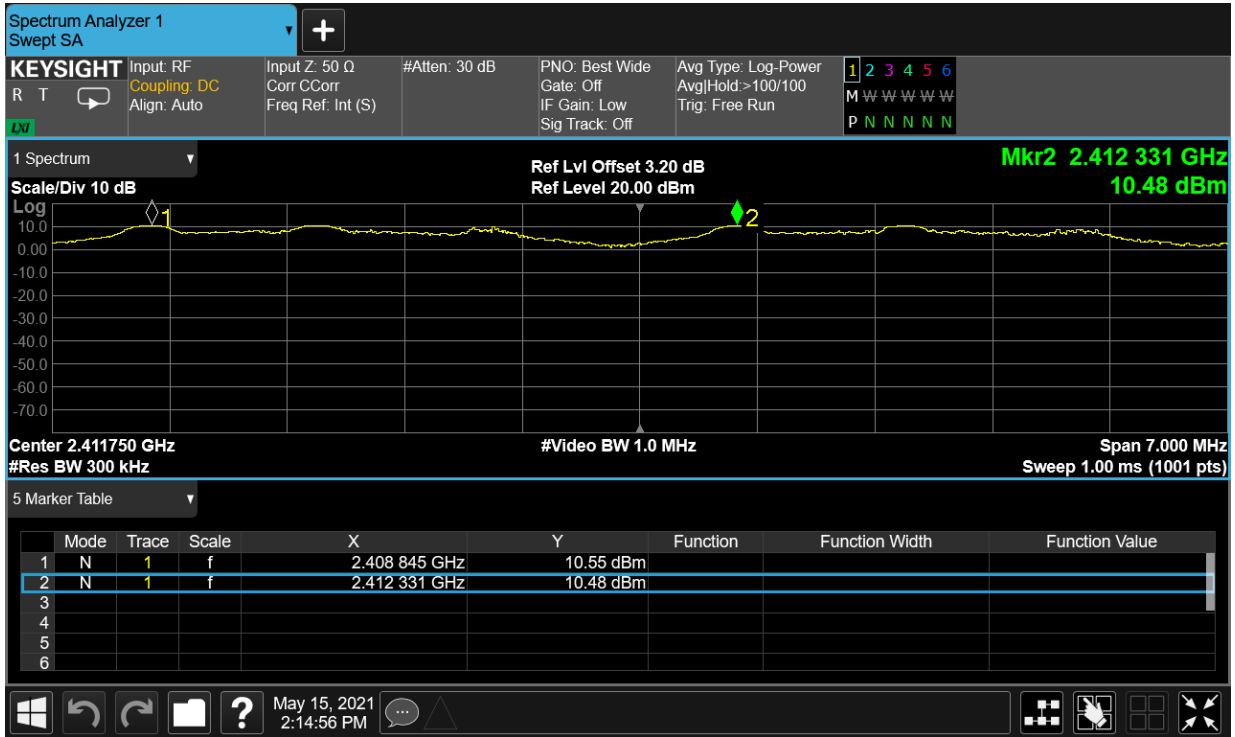 Spectrum Analyzer 1
Swept SA
KEYSIGHT
R T
LXI
Input: RF
Coupling: DC
Align: Auto
Input Z: 50 Ω
Corr CCorr
Freq Ref: Int (S)
#Atten: 30 dB
PNO: Best Wide
Gate: Off
IF Gain: Low
Sig Track: Off
Avg Type: Log-Power
Avg|Hold:>100/100
Trig: Free Run
1 2 3 4 5 6
M W W W W W
P N N N N N
1 Spectrum
Scale/Div 10 dB
Ref Lvl Offset 3.20 dB
Ref Level 20.00 dBm
Mkr2 2.412 331 GHz
10.48 dBm
Log
10.0
0.00
-10.0
-20.0
-30.0
-40.0
-50.0
-60.0
-70.0
1
2
Center 2.411750 GHz
#Res BW 300 kHz
#Video BW 1.0 MHz
Span 7.000 MHz
Sweep 1.00 ms (1001 pts)
5 Marker Table
Mode Trace Scale X Y Function Function Width Function Value
1 N 1 f 2.408 845 GHz 10.55 dBm
2 N 1 f 2.412 331 GHz 10.48 dBm
3
4
5
6
?
May 15, 2021
2:14:56 PM